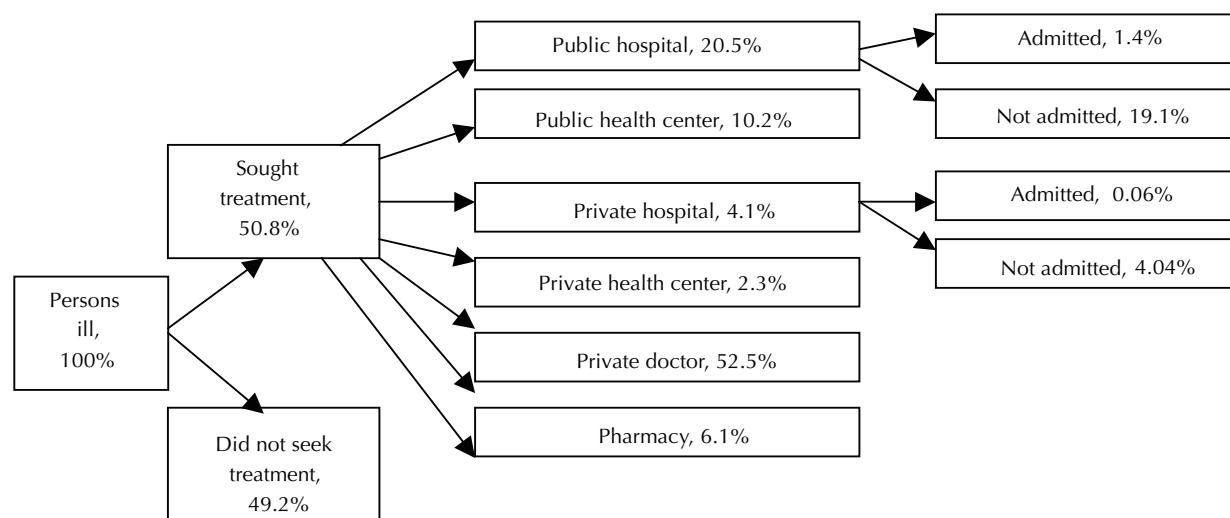 Persons
ill,
100%
Sought
treatment,
50.8%
Did not seek
treatment,
49.2%
Public hospital, 20.5%
Public health center, 10.2%
Private hospital, 4.1%
Private health center, 2.3%
Private doctor, 52.5%
Pharmacy, 6.1%
Admitted, 1.4%
Not admitted, 19.1%
Admitted, 0.06%
Not admitted, 4.04%